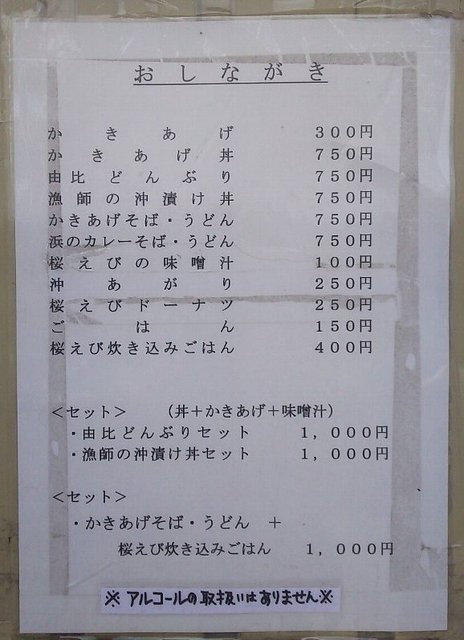 おしながき
かきあげ 300円
かきあげ丼 750円
由比どんぶり 750円
漁師の沖漬け丼 750円
かきあげそば・うどん 750円
浜のカレーそば・うどん 750円
桜えびの味噌汁 100円
沖あがり 250円
桜えびドーナツ 250円
ごはん 150円
桜えび炊き込みごはん 400円
＜セット＞ （丼＋かきあげ＋味噌汁）
・由比どんぶりセット 1，000円
・漁師の沖漬け丼セット 1，000円
＜セット＞
・かきあげそば・うどん ＋
桜えび炊き込みごはん 1，000円
※アルコールの取扱いはありません※